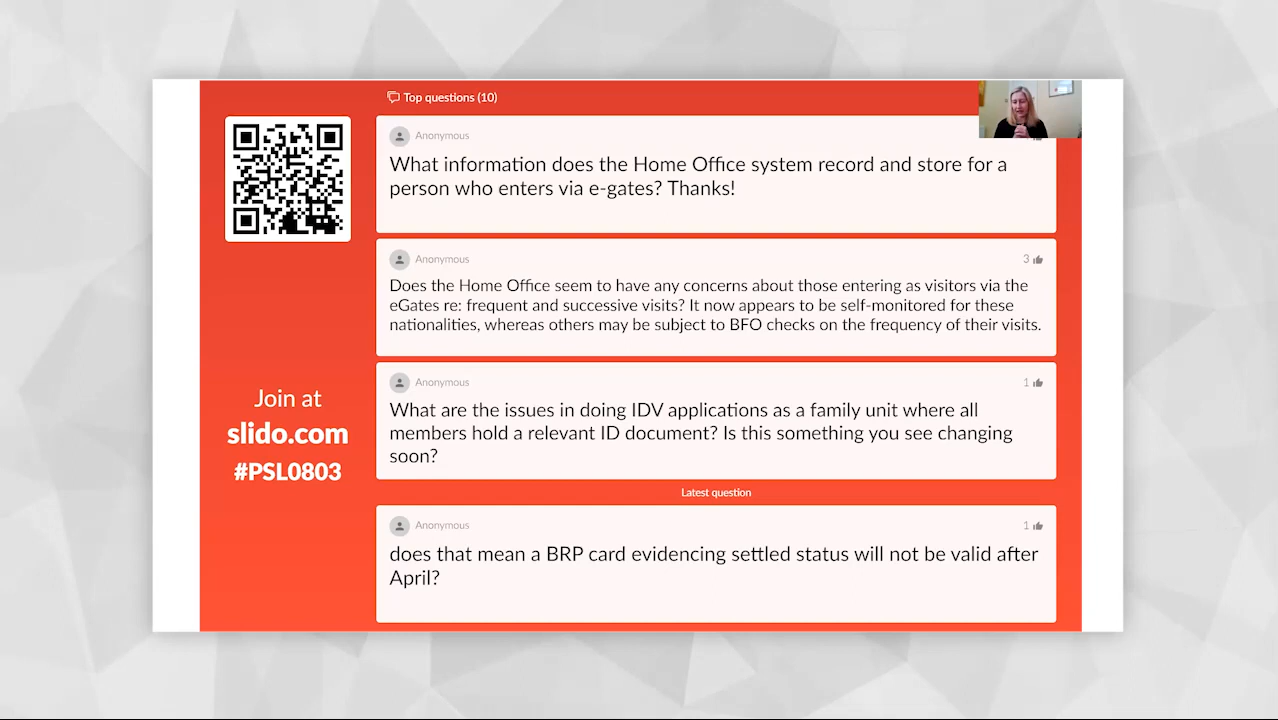 Top questions (10)
Anonymous
What information does the Home Office system record and store for a
person who enters via e-gates? Thanks!
Anonymous
3
Does the Home Office seem to have any concerns about those entering as visitors via the
eGates re: frequent and successive visits? It now appears to be self-monitored for these
nationalities, whereas others may be subject to BFO checks on the frequency of their visits.
Anonymous
1
What are the issues in doing IDV applications as a family unit where all
members hold a relevant ID document? Is this something you see changing
soon?
Join at
slido.com
#PSL0803
Latest question
Anonymous
1
does that mean a BRP card evidencing settled status will not be valid after
April?